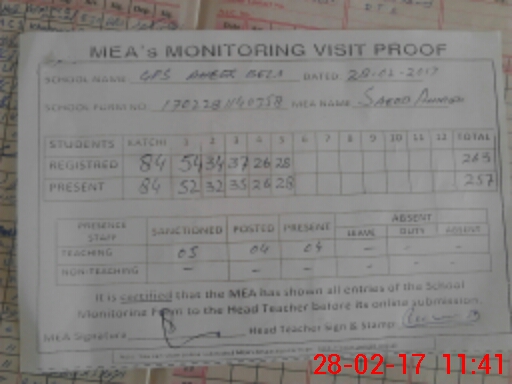 MEA's MONITORING VISIT PROOF
SCHOOL NAME GPS DATED 28-02-2017
SCHOOL FORM NO. MEA NAME SAEED
STUDENTS KATCHI 1 2 3 4 5 6 7 8 9 10 11 12 TOTAL
REGISTRED 84 54 34 37 26 28 263
PRESENT 84 52 32 35 26 28 257
PRESENCE STAFF SANCTIONED POSTED PRESENT ABSENT
LEAVE DUTY ABSENT
TEACHING 05 04 04 – – –
NON-TEACHING – – – – – –
It is certified that the MEA has shown all entries of the School
Monitoring Form to the Head Teacher before its online submission.
MEA Signature Head Teacher Sign & Stamp
28-02-17 11:41